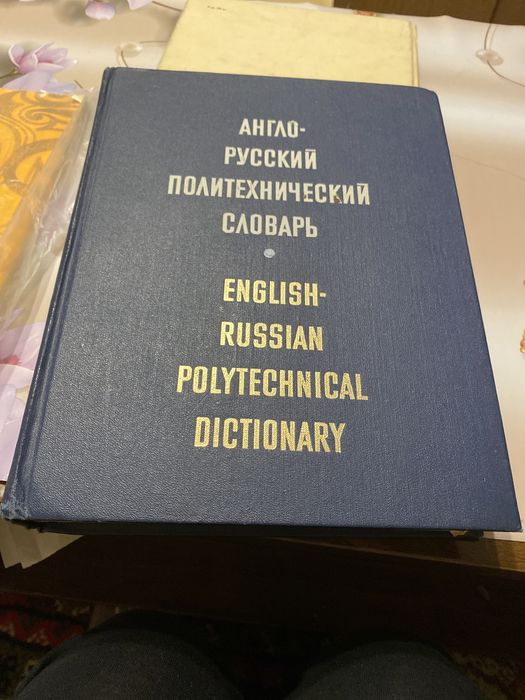 АНГЛО-
РУССКИЙ
ПОЛИТЕХНИЧЕСКИЙ
СЛОВАРЬ
ENGLISH-
RUSSIAN
POLYTECHNICAL
DICTIONARY